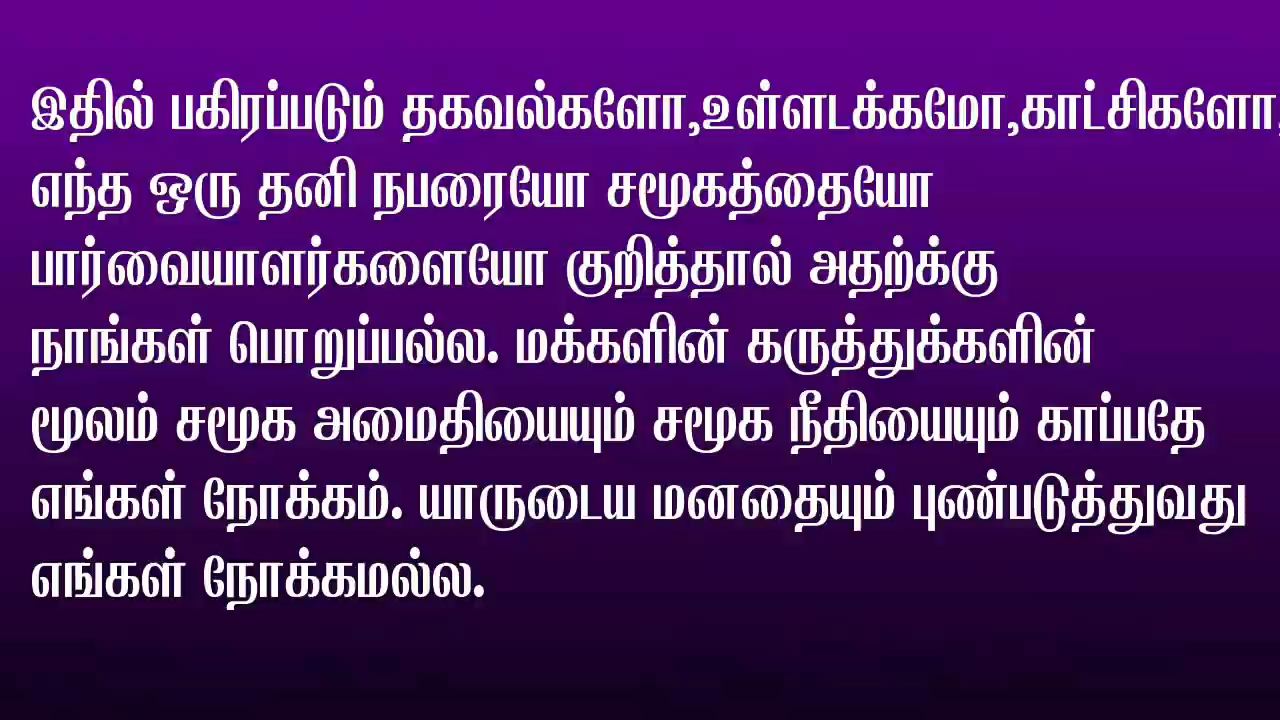 இதில் பகிரப்படும் தகவல்களோ,உள்ளடக்கமோ,காட்சிகளோ,
எந்த ஒரு தனி நபரையோ சமூகத்தையோ
பார்வையாளர்களையோ குறித்தால் அதற்க்கு
நாங்கள் பொறுப்பல்ல. மக்களின் கருத்துக்களின்
மூலம் சமூக அமைதியையும் சமூக நீதியையும் காப்பதே
எங்கள் நோக்கம். யாருடைய மனதையும் புண்படுத்துவது
எங்கள் நோக்கமல்ல.